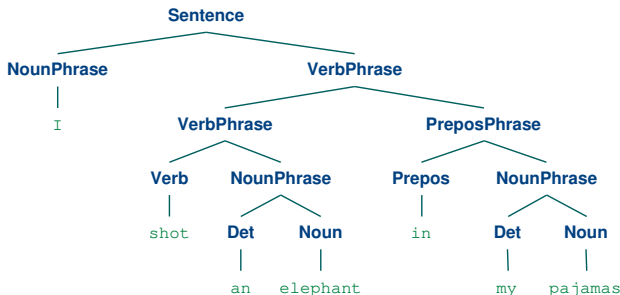 Sentence
NounPhrase VerbPhrase
I VerbPhrase PreposPhrase
Verb NounPhrase Prepos NounPhrase
shot Det Noun in Det Noun
an elephant my pajamas